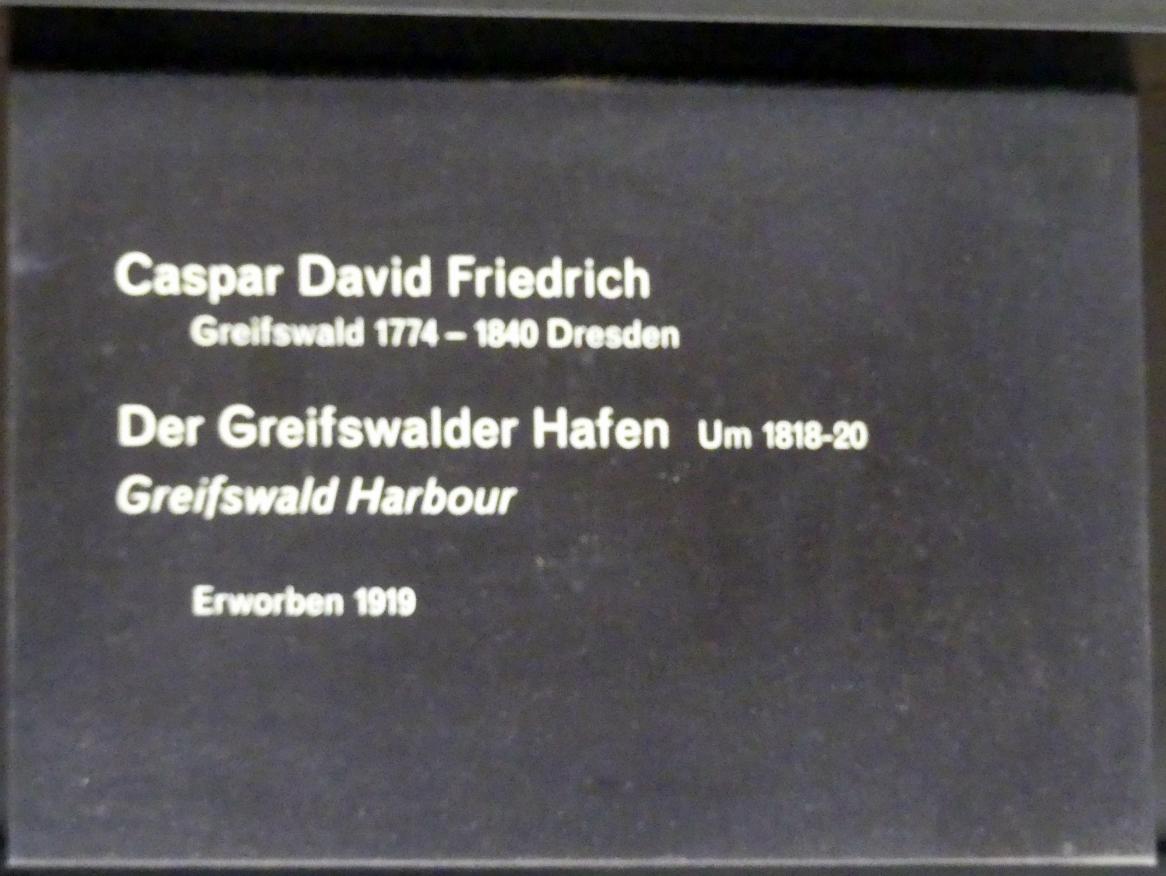 Caspar David Friedrich
Greifswald 1774 – 1840 Dresden
Der Greifswalder Hafen Um 1818-20
Greifswald Harbour
Erworben 1919